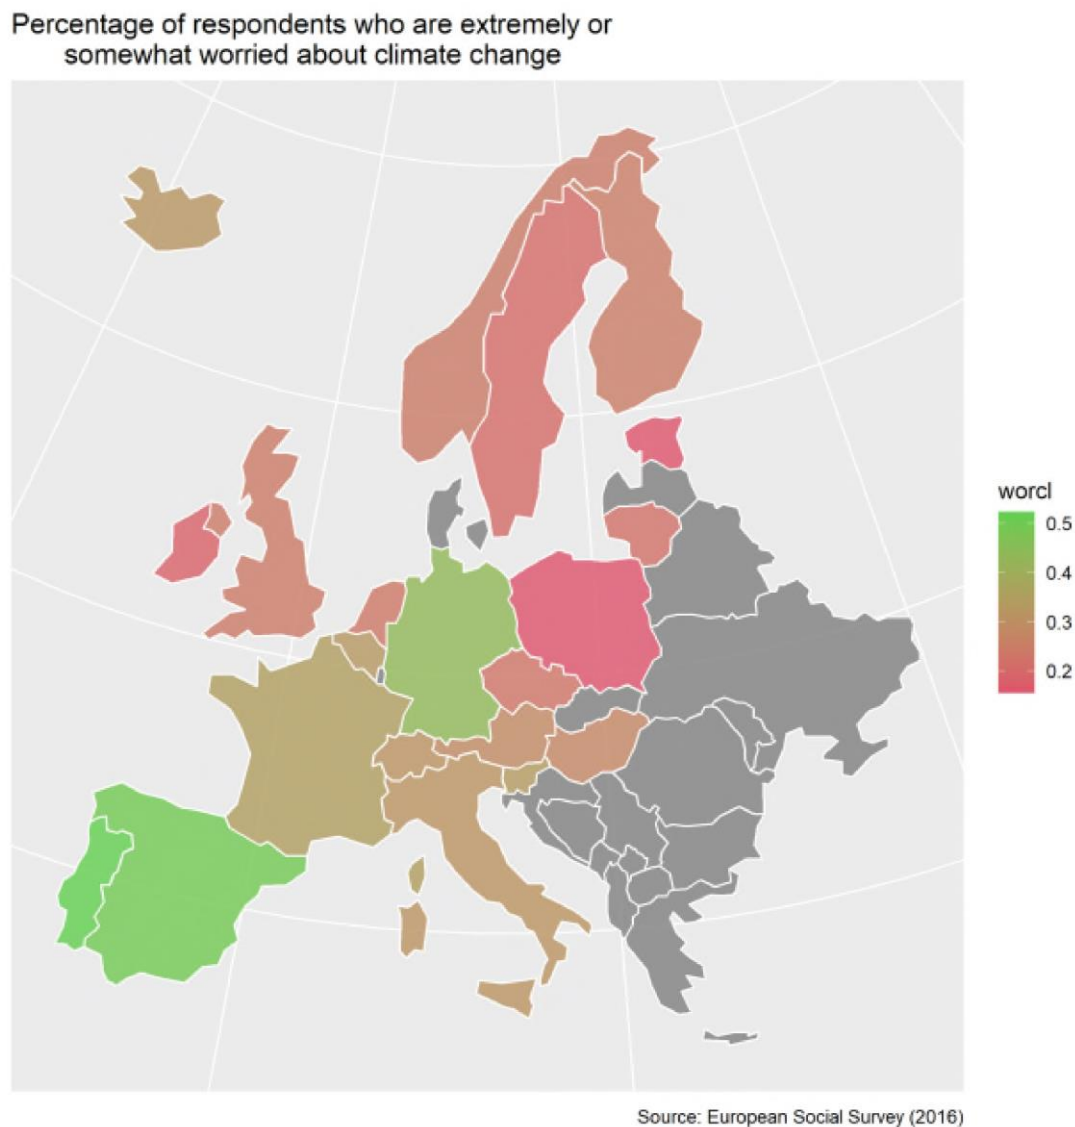 Percentage of respondents who are extremely or
somewhat worried about climate change
worcl
0.5
0.4
0.3
0.2
Source: European Social Survey (2016)